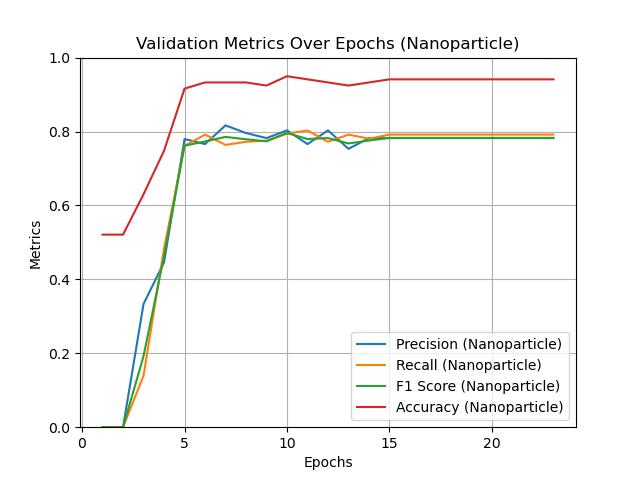 Validation Metrics Over Epochs (Nanoparticle)
1.0
0.8
0.6
0.4
0.2
0.0
Metrics
0
5
10
15
20
Epochs
Precision (Nanoparticle)
Recall (Nanoparticle)
F1 Score (Nanoparticle)
Accuracy (Nanoparticle)